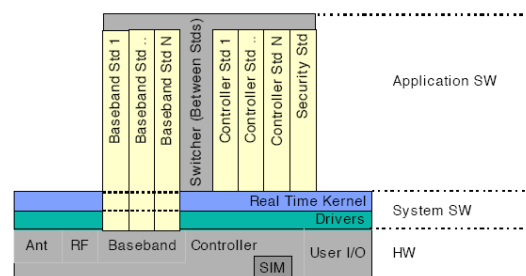 Baseband Std 1
Baseband Std ..
Baseband Std N
Switcher (Between Stds)
Controller Std 1
Controller Std ..
Controller Std N
Security Std
Application SW
Real Time Kernel
Drivers
System SW
Ant
RF
Baseband
Controller
User I/O
SIM
HW